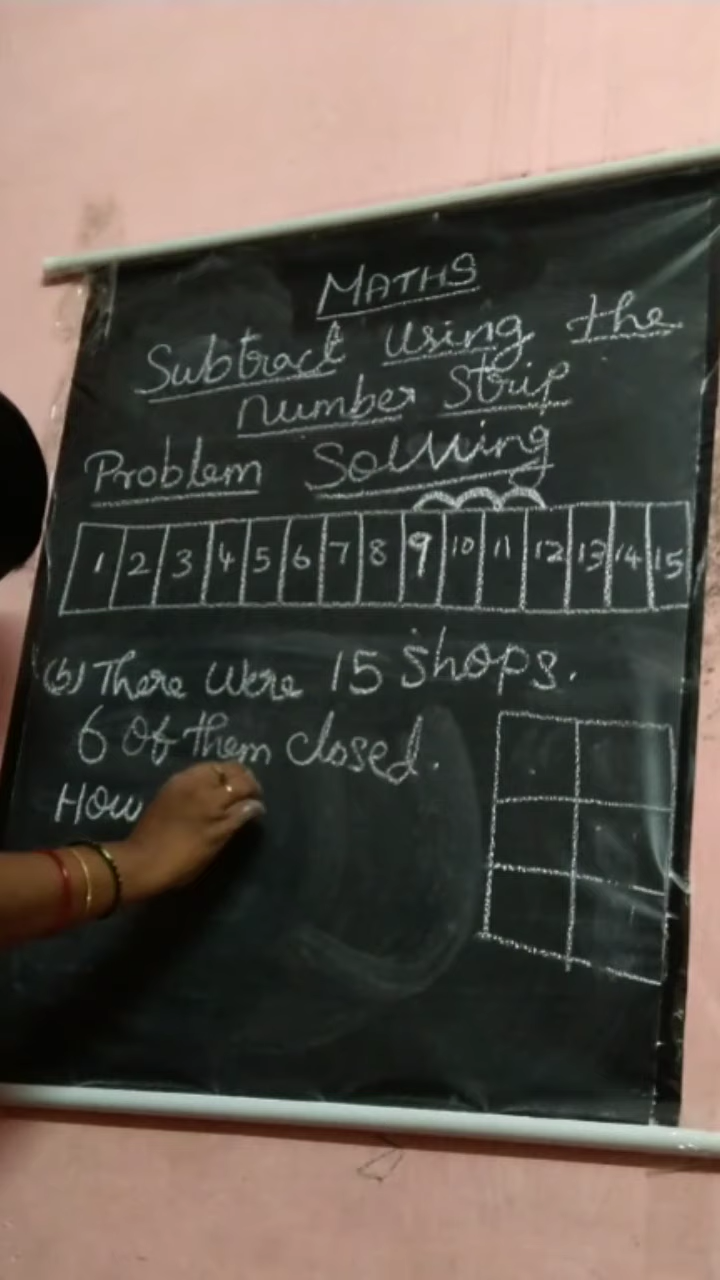 MATHS
Subtract using the
number strip
Problem Solving
1 2 3 4 5 6 7 8 9 10 11 12 13 14 15
(b) There were 15 shops.
6 of them closed.
How